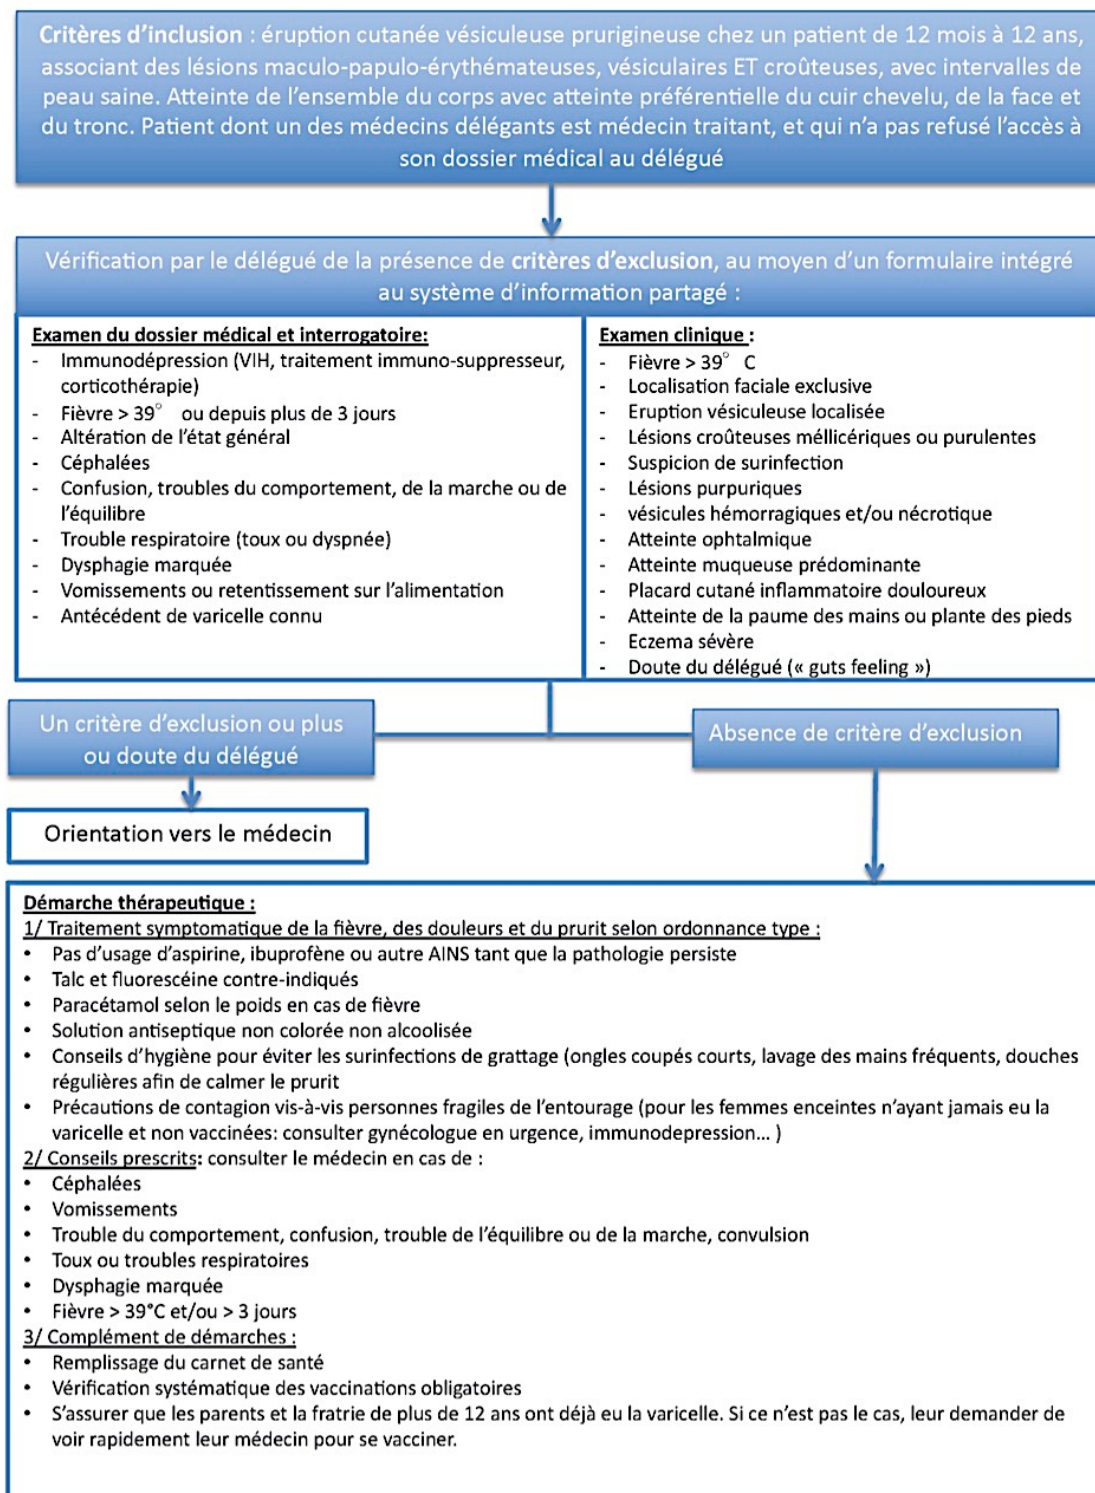 Critères d’inclusion : éruption cutanée vésiculeuse prurigineuse chez un patient de 12 mois à 12 ans,
associant des lésions maculo-papulo-érythémateuses, vésiculaires ET croûteuses, avec intervalles de
peau saine. Atteinte de l’ensemble du corps avec atteinte préférentielle du cuir chevelu, de la face et
du tronc. Patient dont un des médecins délégants est médecin traitant, et qui n’a pas refusé l’accès à
son dossier médical au délégué
Vérification par le délégué de la présence de critères d’exclusion, au moyen d’un formulaire intégré
au système d’information partagé :
Examen du dossier médical et interrogatoire:
- Immunodépression (VIH, traitement immuno-suppresseur,
corticothérapie)
- Fièvre > 39° ou depuis plus de 3 jours
- Altération de l’état général
- Céphalées
- Confusion, troubles du comportement, de la marche ou de
l’équilibre
- Trouble respiratoire (toux ou dyspnée)
- Dysphagie marquée
- Vomissements ou retentissement sur l’alimentation
- Antécédent de varicelle connu
Examen clinique :
- Fièvre > 39° C
- Localisation faciale exclusive
- Eruption vésiculeuse localisée
- Lésions croûteuses méllicériques ou purulentes
- Suspicion de surinfection
- Lésions purpuriques
- vésicules hémorragiques et/ou nécrotique
- Atteinte ophtalmique
- Atteinte muqueuse prédominante
- Placard cutané inflammatoire douloureux
- Atteinte de la paume des mains ou plante des pieds
- Eczema sévère
- Doute du délégué (« guts feeling »)
Un critère d’exclusion ou plus
ou doute du délégué
Absence de critère d’exclusion
Orientation vers le médecin
Démarche thérapeutique :
1/ Traitement symptomatique de la fièvre, des douleurs et du prurit selon ordonnance type :
• Pas d’usage d’aspirine, ibuprofène ou autre AINS tant que la pathologie persiste
• Talc et fluorescéine contre-indiqués
• Paracétamol selon le poids en cas de fièvre
• Solution antiseptique non colorée non alcoolisée
• Conseils d’hygiène pour éviter les surinfections de grattage (ongles coupés courts, lavage des mains fréquents, douches
régulières afin de calmer le prurit
• Précautions de contagion vis-à-vis personnes fragiles de l’entourage (pour les femmes enceintes n’ayant jamais eu la
varicelle et non vaccinées: consulter gynécologue en urgence, immunodepression... )
2/ Conseils prescrits: consulter le médecin en cas de :
• Céphalées
• Vomissements
• Trouble du comportement, confusion, trouble de l’équilibre ou de la marche, convulsion
• Toux ou troubles respiratoires
• Dysphagie marquée
• Fièvre > 39°C et/ou > 3 jours
3/ Complément de démarches :
• Remplissage du carnet de santé
• Vérification systématique des vaccinations obligatoires
• S’assurer que les parents et la fratrie de plus de 12 ans ont déjà eu la varicelle. Si ce n’est pas le cas, leur demander de
voir rapidement leur médecin pour se vacciner.